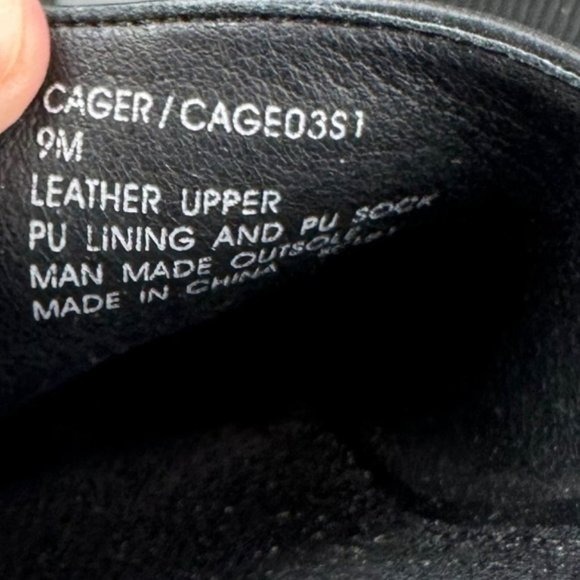 CAGER/CAGE03S1
9M
LEATHER UPPER
PU LINING AND PU SOCK
MAN MADE OUTSOLE
MADE IN CHINA